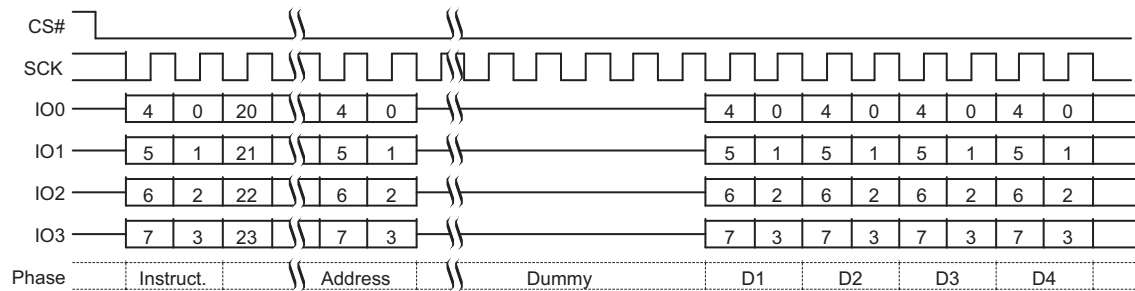 CS#
SCK
IO0 4 0 20 4 0 4 0 4 0 4 0 4 0
IO1 5 1 21 5 1 5 1 5 1 5 1 5 1
IO2 6 2 22 6 2 6 2 6 2 6 2 6 2
IO3 7 3 23 7 3 7 3 7 3 7 3 7 3
Phase Instruct. Address Dummy D1 D2 D3 D4